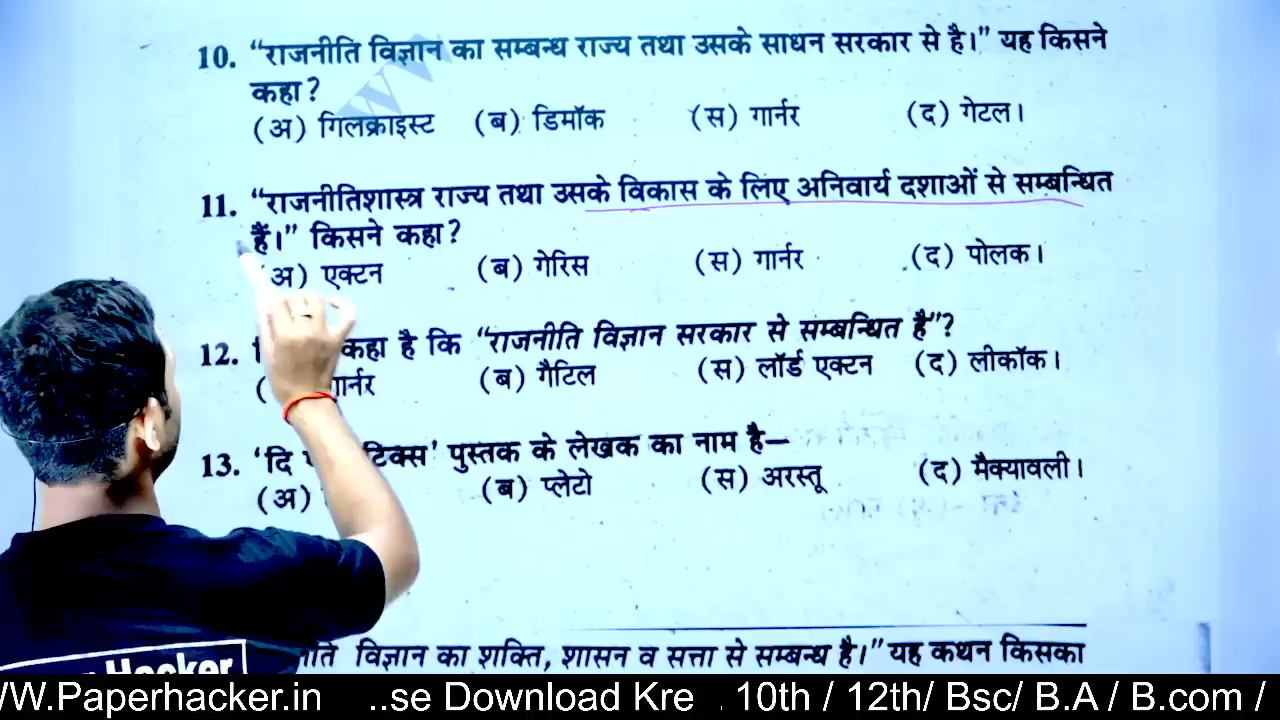 10. “राजनीति विज्ञान का सम्बन्ध राज्य तथा उसके साधन सरकार से है।” यह किसने
कहा?
(अ) गिलक्राइस्ट (ब) डिमॉक (स) गार्नर (द) गेटल।
11. “राजनीतिशास्त्र राज्य तथा उसके विकास के लिए अनिवार्य दशाओं से सम्बन्धित
हैं।” किसने कहा?
(अ) एक्टन (ब) गेरिस (स) गार्नर (द) पोलक।
12. कहा है कि “राजनीति विज्ञान सरकार से सम्बन्धित है”?
(ब) गैटिल (स) लॉर्ड एक्टन (द) लीकॉक।
13. ‘दि पुस्तक के लेखक का नाम है—
(अ) (ब) प्लेटो (स) अरस्तू (द) मैक्यावली।
विज्ञान का शक्ति, शासन व सत्ता से सम्बन्ध है।” यह कथन किसका
Hacker
W.Paperhacker.in ..se Download Kre 10th / 12th/ Bsc/ B.A / B.com /